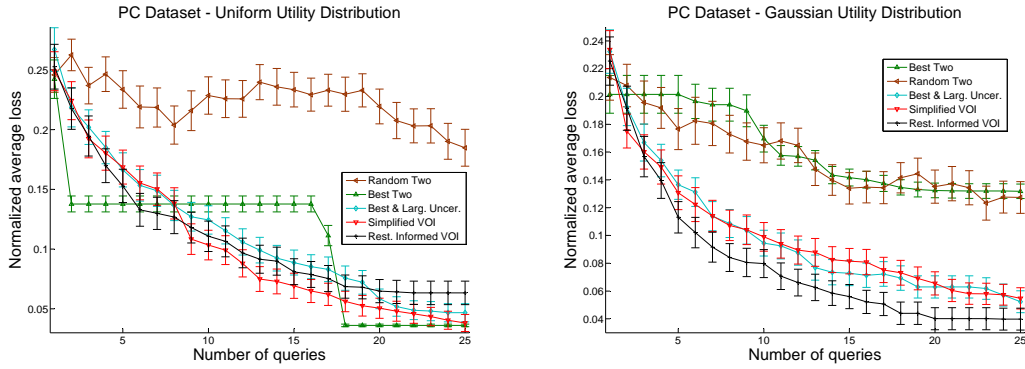 PC Dataset - Uniform Utility Distribution
Normalized average loss
0.25
0.2
0.15
0.1
0.05
Random Two
Best Two
Best & Larg. Uncer.
Simplified VOI
Rest. Informed VOI
5 10 15 20 25
Number of queries
PC Dataset - Gaussian Utility Distribution
Normalized average loss
0.24
0.22
0.2
0.18
0.16
0.14
0.12
0.1
0.08
0.06
0.04
Best Two
Random Two
Best & Larg. Uncer.
Simplified VOI
Rest. Informed VOI
5 10 15 20 25
Number of queries